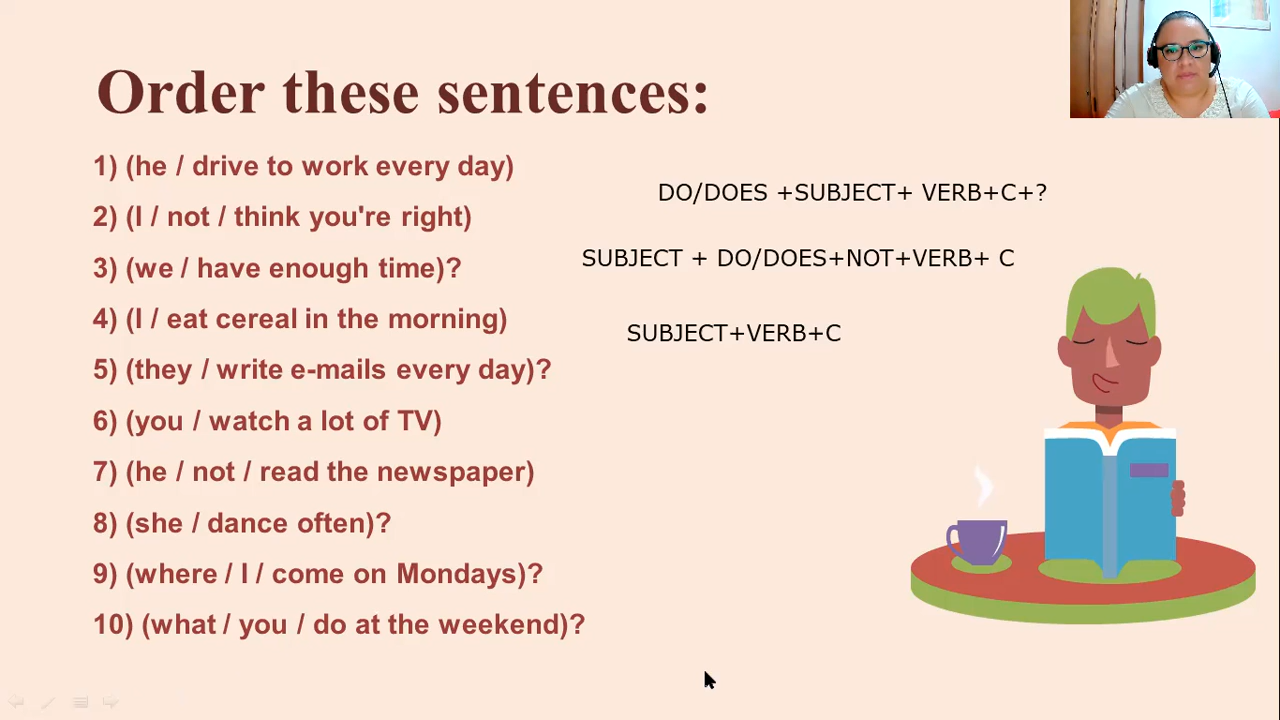 Order these sentences:
1) (he / drive to work every day)
2) (I / not / think you're right)
3) (we / have enough time)?
4) (I / eat cereal in the morning)
5) (they / write e-mails every day)?
6) (you / watch a lot of TV)
7) (he / not / read the newspaper)
8) (she / dance often)?
9) (where / I / come on Mondays)?
10) (what / you / do at the weekend)?
DO/DOES +SUBJECT+ VERB+C+?
SUBJECT + DO/DOES+NOT+VERB+ C
SUBJECT+VERB+C